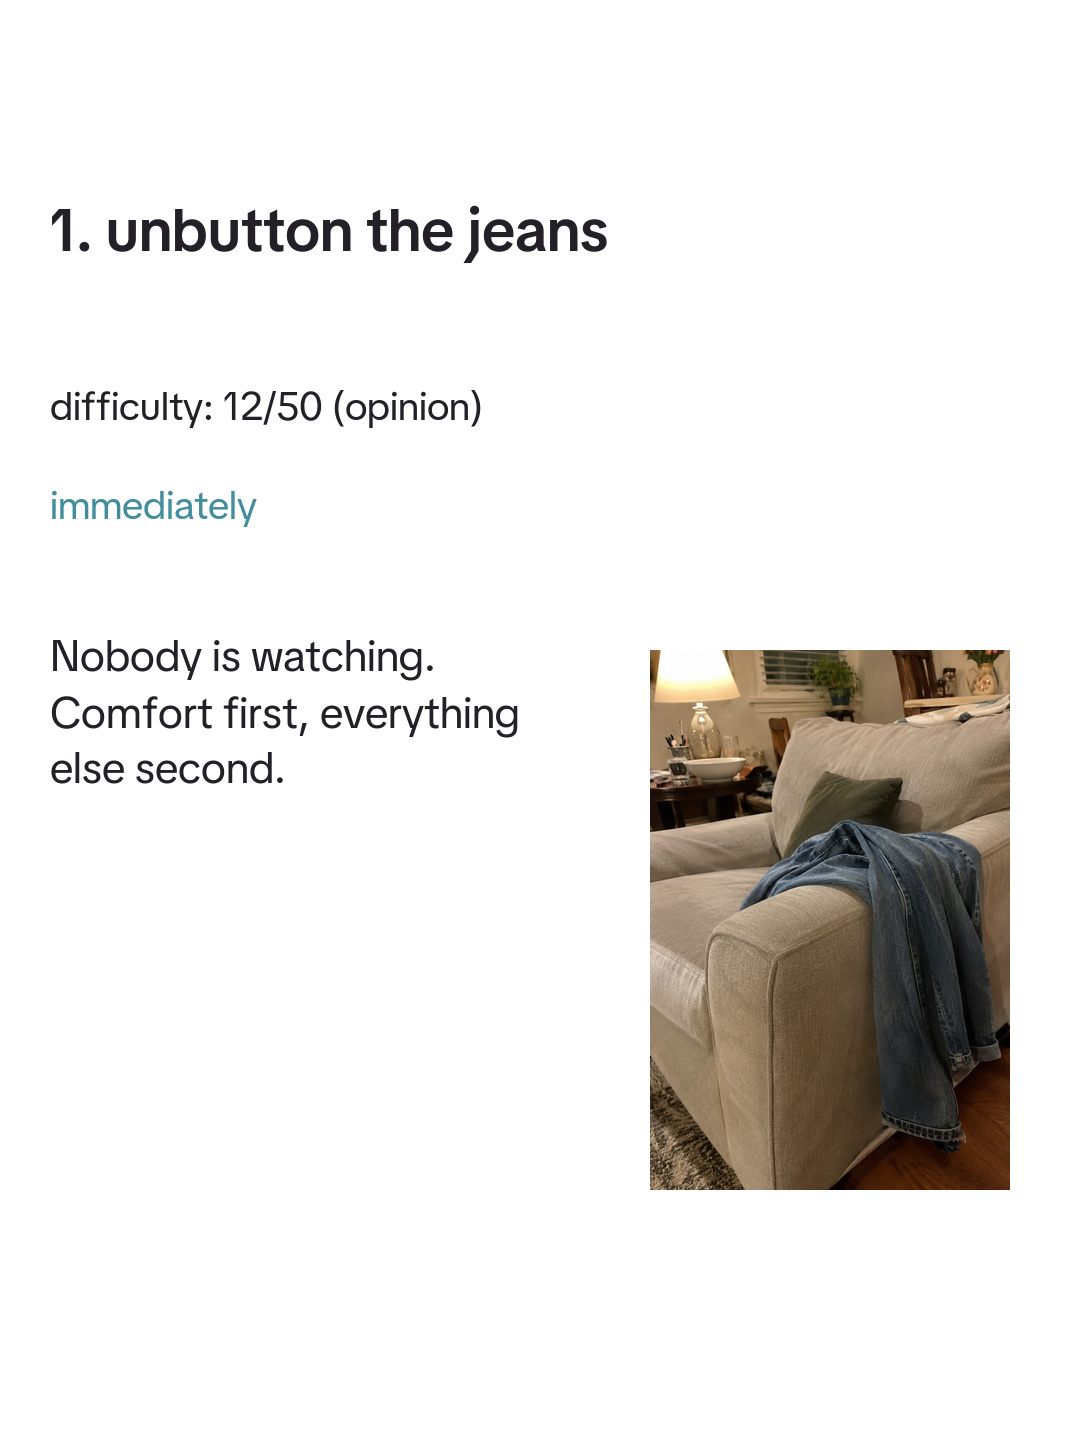 1. unbutton the jeans
difficulty: 12/50 (opinion)
immediately
Nobody is watching.
Comfort first, everything
else second.